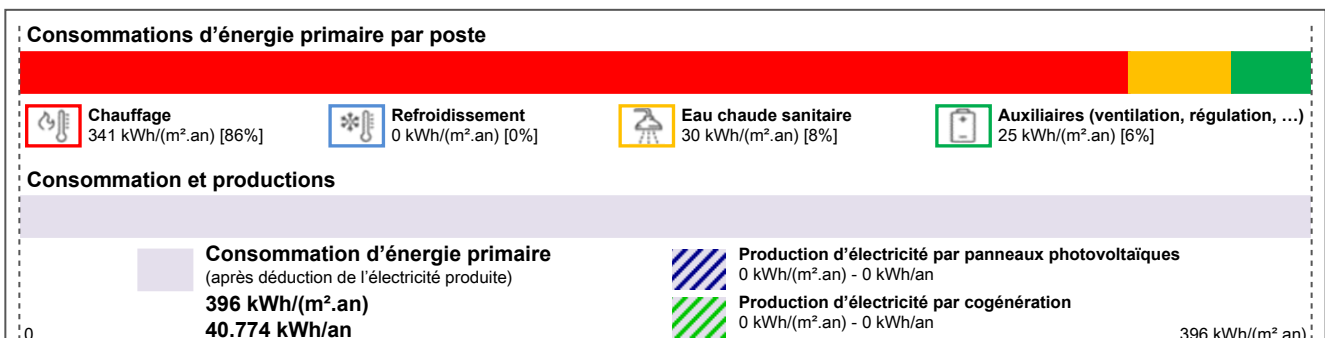 Consommations d’énergie primaire par poste
Chauffage
341 kWh/(m².an) [86%]
Refroidissement
0 kWh/(m².an) [0%]
Eau chaude sanitaire
30 kWh/(m².an) [8%]
Auxiliaires (ventilation, régulation, …)
25 kWh/(m².an) [6%]
Consommation et productions
Consommation d’énergie primaire
(après déduction de l’électricité produite)
396 kWh/(m².an)
40.774 kWh/an
Production d’électricité par panneaux photovoltaïques
0 kWh/(m².an) - 0 kWh/an
Production d’électricité par cogénération
0 kWh/(m².an) - 0 kWh/an
0
396 kWh/(m².an)